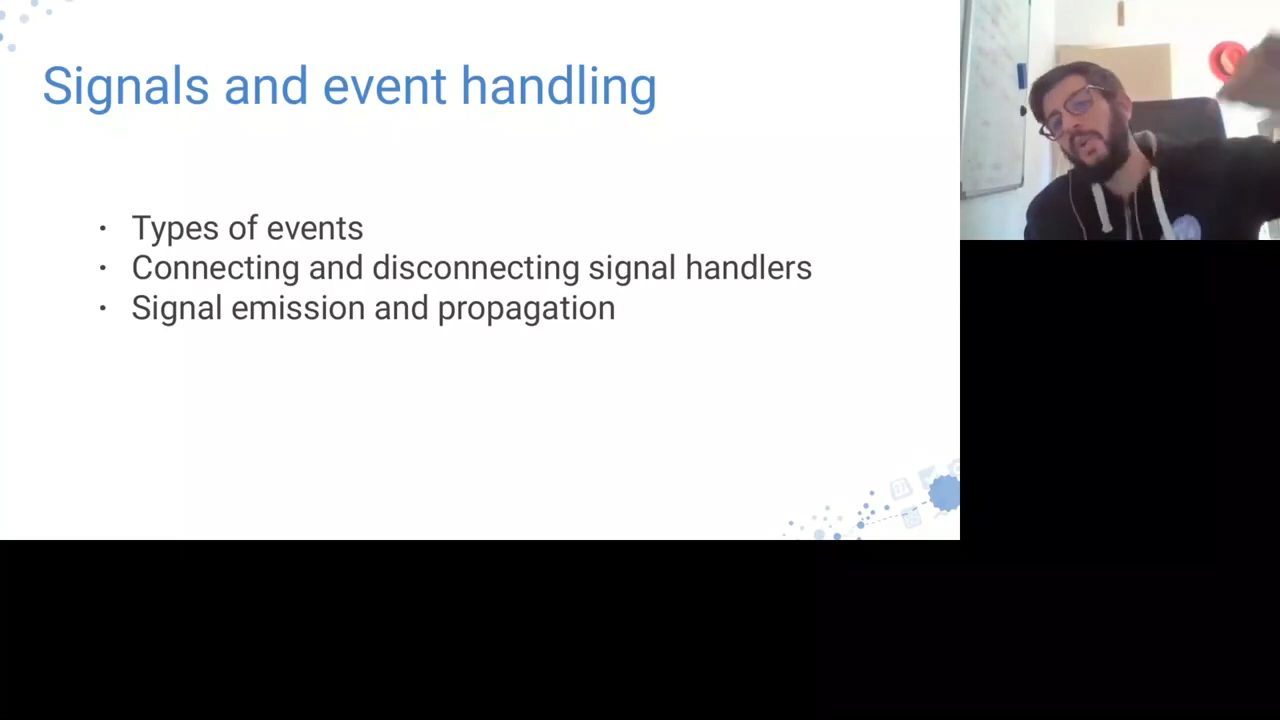 Signals and event handling
· Types of events
· Connecting and disconnecting signal handlers
· Signal emission and propagation